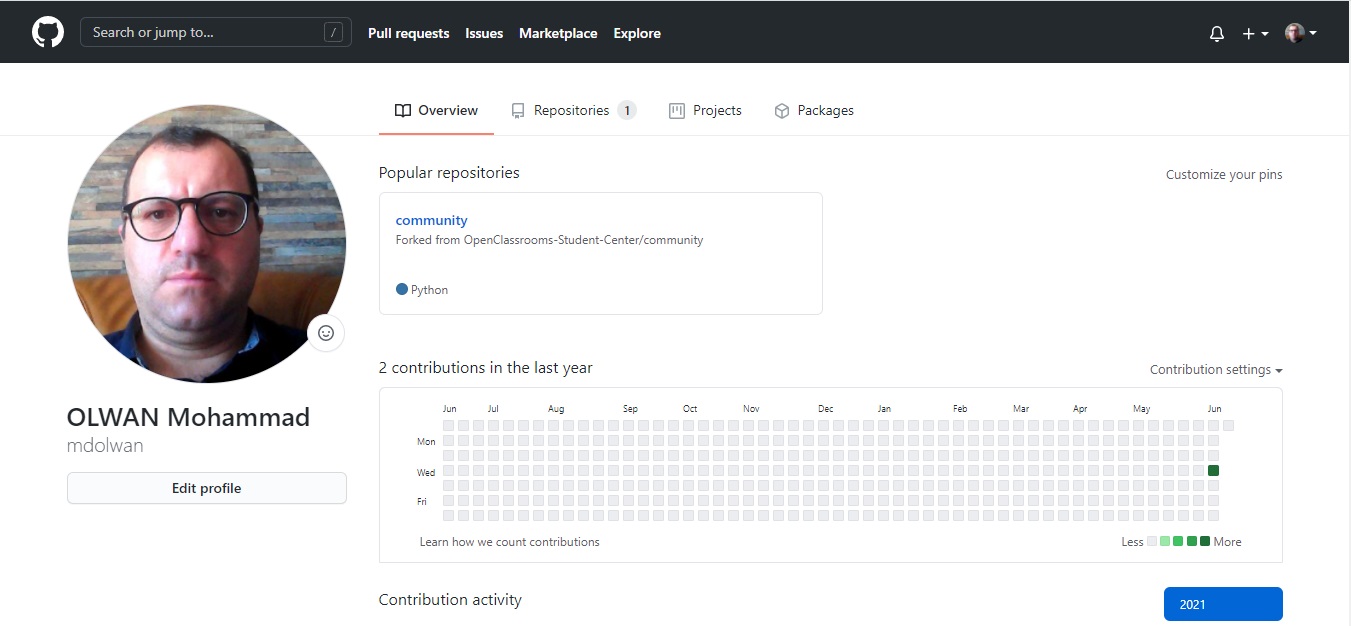 Search or jump to... / Pull requests Issues Marketplace Explore
Overview Repositories 1 Projects Packages
Popular repositories Customize your pins
community
Forked from OpenClassrooms-Student-Center/community
Python
2 contributions in the last year Contribution settings
Jun Jul Aug Sep Oct Nov Dec Jan Feb Mar Apr May Jun
Mon
Wed
Fri
Learn how we count contributions Less More
OLWAN Mohammad
mdolwan
Edit profile
Contribution activity 2021